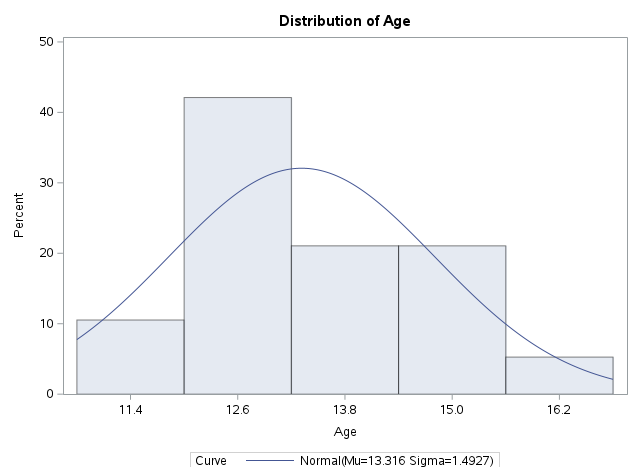 Distribution of Age
50
40
30
20
10
0
Percent
11.4 12.6 13.8 15.0 16.2
Age
Curve Normal(Mu=13.316 Sigma=1.4927)